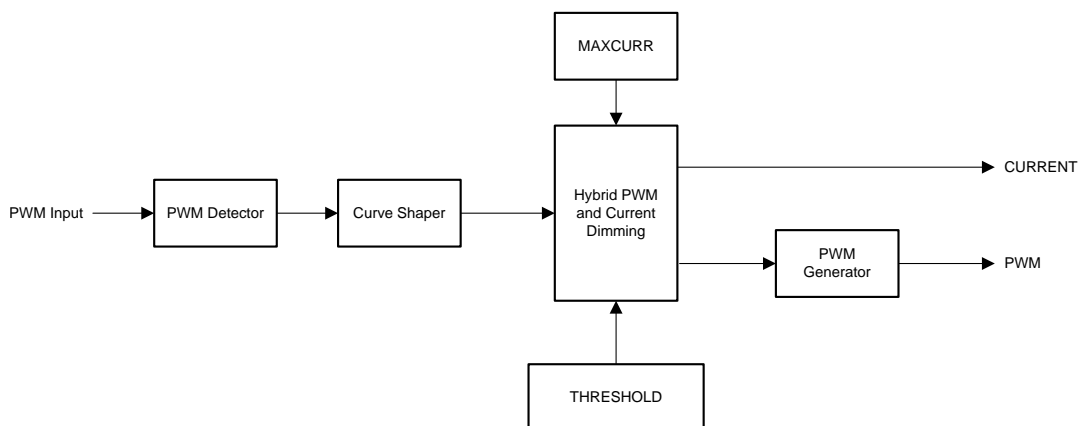 MAXCURR
CURRENT
PWM Input
PWM Detector
Curve Shaper
Hybrid PWM
and Current
Dimming
PWM
Generator
PWM
THRESHOLD